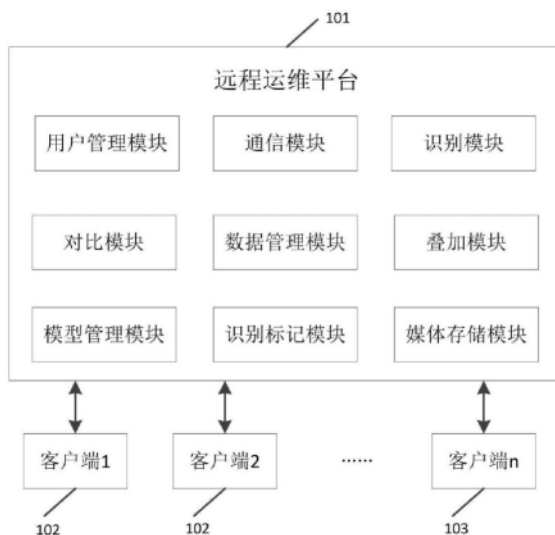 101
远程运维平台
用户管理模块 通信模块 识别模块
对比模块 数据管理模块 叠加模块
模型管理模块 识别标记模块 媒体存储模块
客户端1 客户端2 …… 客户端n
102 102 103